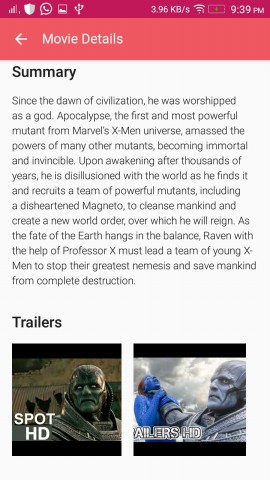 3.96 KB/s 9:39 PM
Movie Details
Summary
Since the dawn of civilization, he was worshipped
as a god. Apocalypse, the first and most powerful
mutant from Marvel's X-Men universe, amassed the
powers of many other mutants, becoming immortal
and invincible. Upon awakening after thousands of
years, he is disillusioned with the world as he finds it
and recruits a team of powerful mutants, including
a disheartened Magneto, to cleanse mankind and
create a new world order, over which he will reign. As
the fate of the Earth hangs in the balance, Raven with
the help of Professor X must lead a team of young X-
Men to stop their greatest nemesis and save mankind
from complete destruction.
Trailers
SPOT
HD
AILERS HD